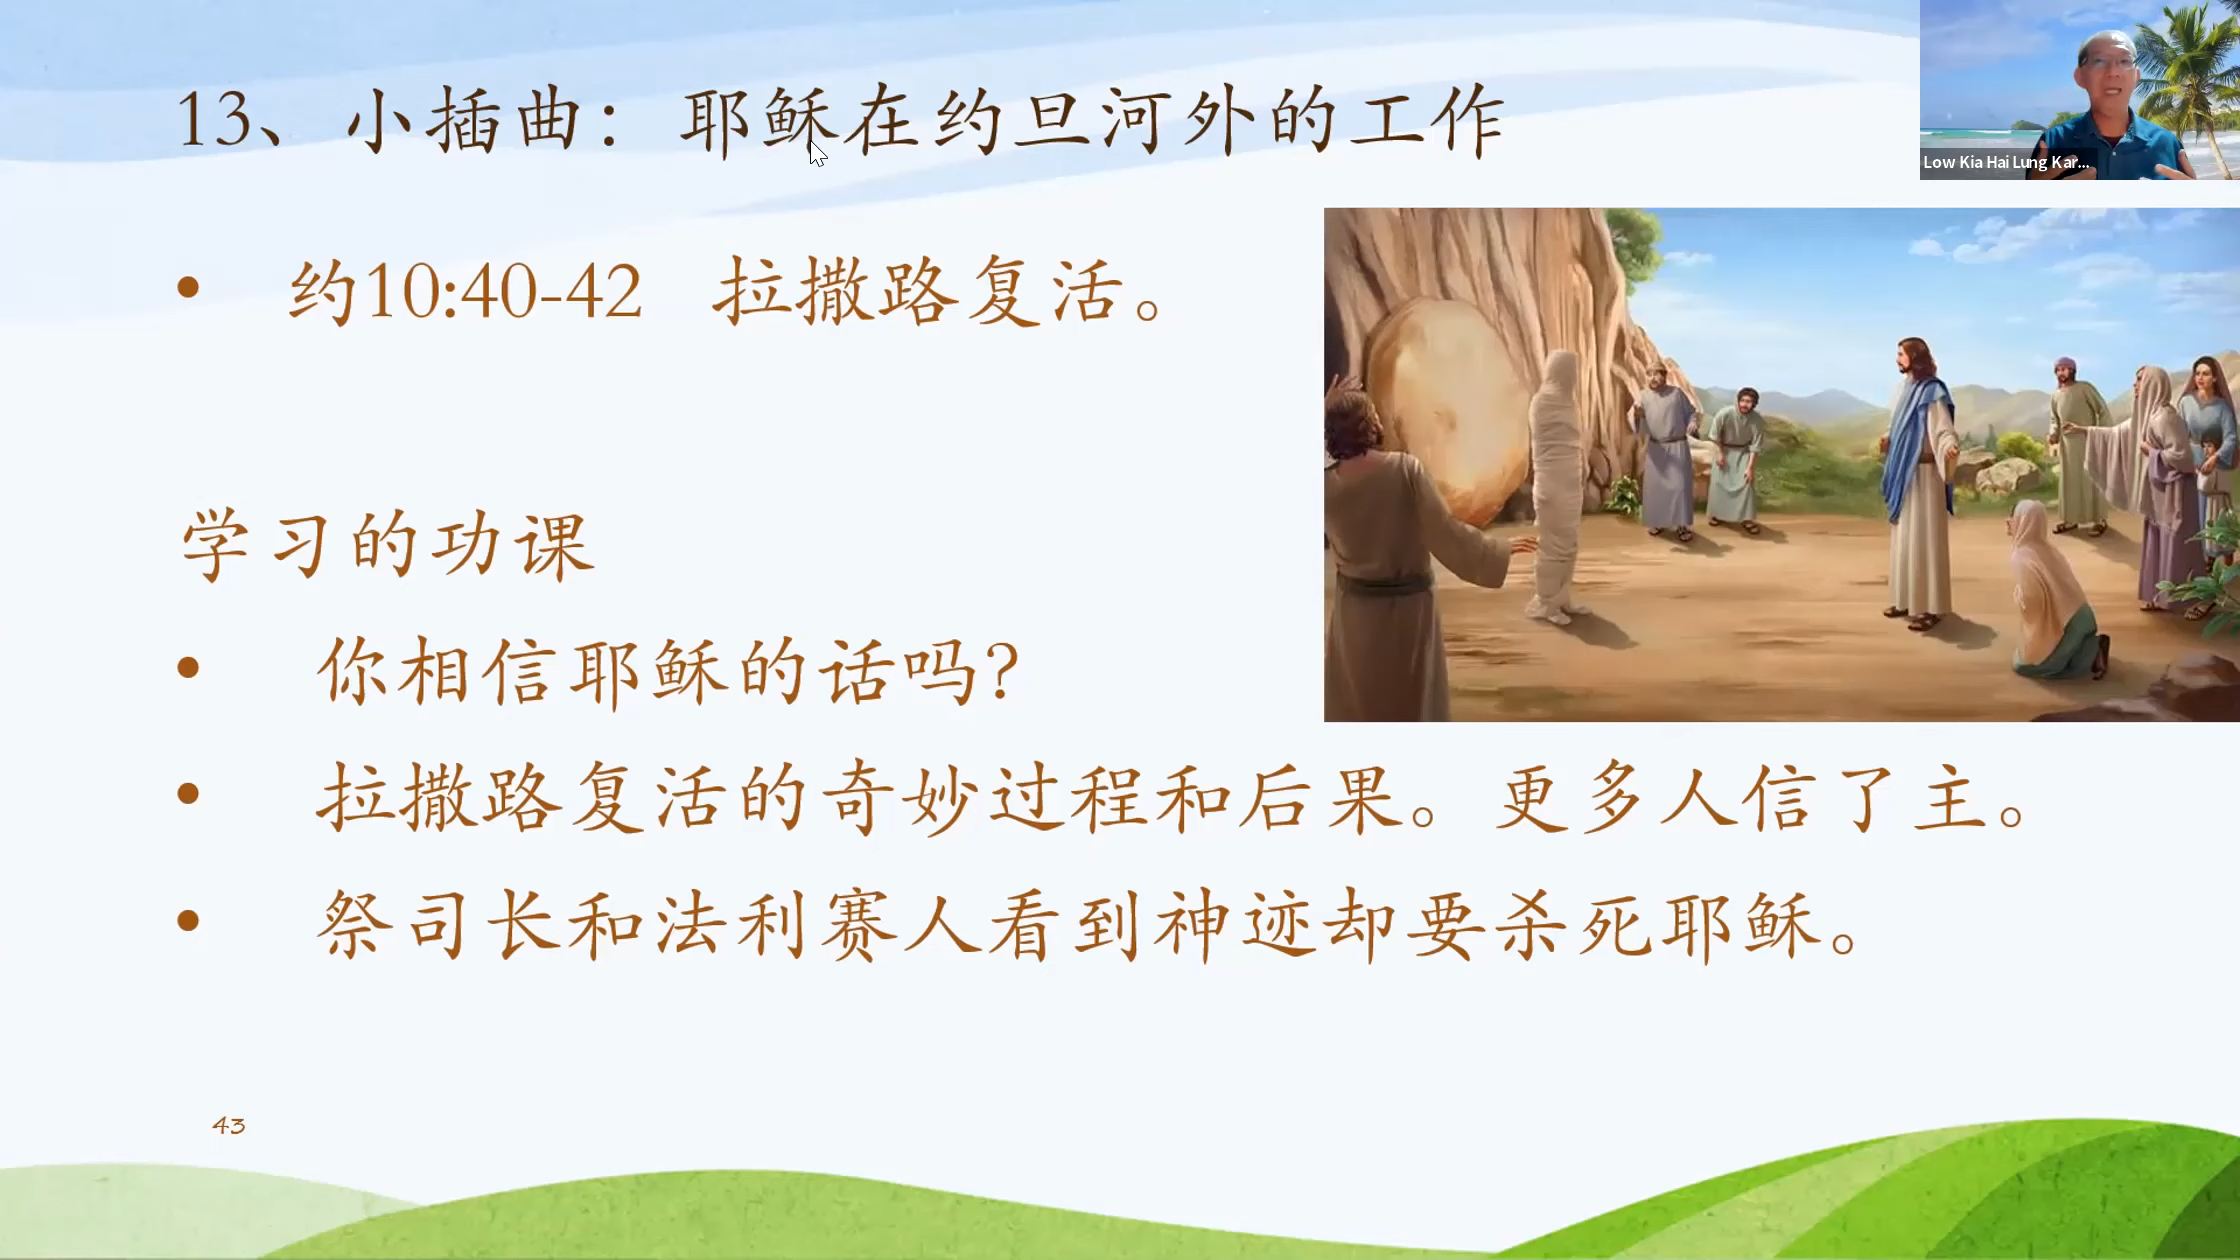 13、小插曲：耶稣在约旦河外的工作
Low Kia Hai Lung Kar...
• 约10:40-42 拉撒路复活。
学习的功课
• 你相信耶稣的话吗?
• 拉撒路复活的奇妙过程和后果。更多人信了主。
• 祭司长和法利赛人看到神迹却要杀死耶稣。
43